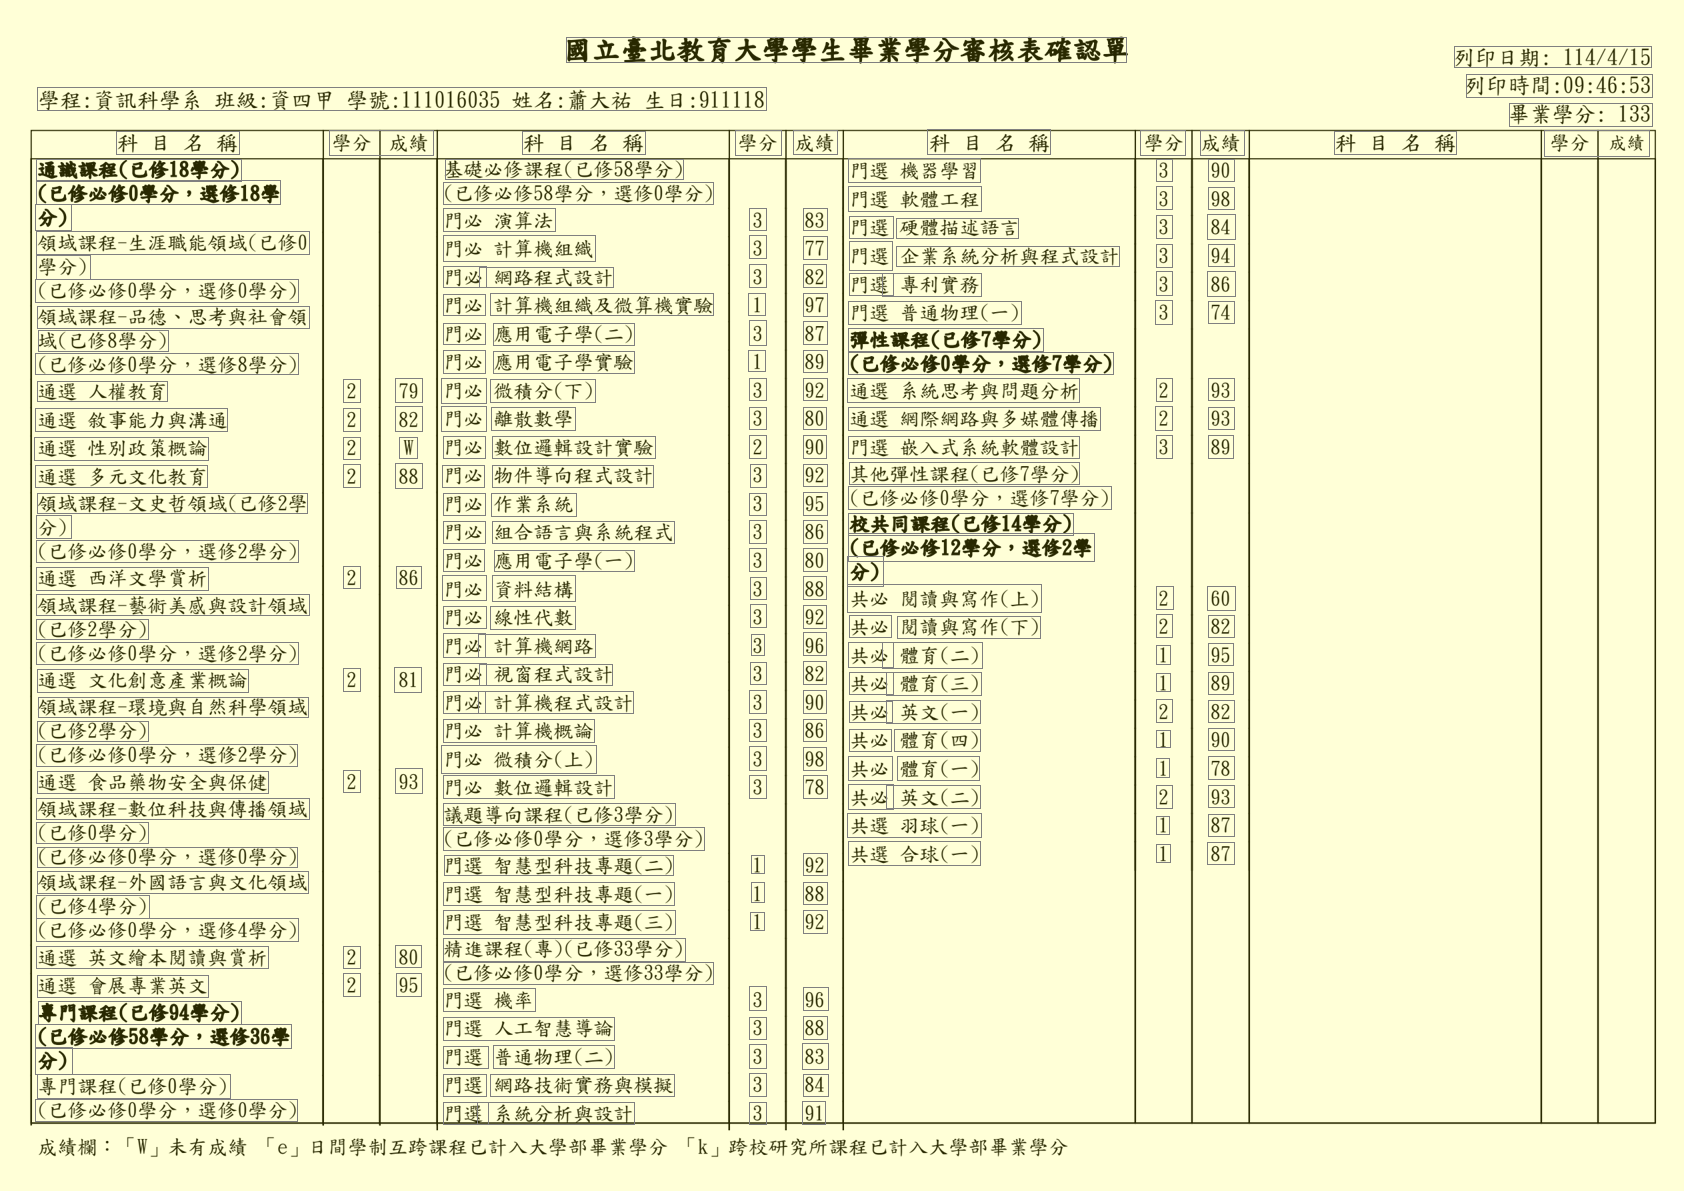 國立臺北教育大學學生畢業學分審核表確認單
列印日期: 114/4/15
列印時間:09:46:53
學程:資訊科學系 班級:資四甲 學號:111016035 姓名:蕭大祐 生日:911118
畢業學分: 133
科 目 名 稱 學分 成績 科 目 名 稱 學分 成績 科 目 名 稱 學分 成績 科 目 名 稱 學分 成績
通識課程(已修18學分)
(已修必修0學分，選修18學
分)
領域課程-生涯職能領域(已修0
學分)
(已修必修0學分，選修0學分)
領域課程-品德、思考與社會領
域(已修8學分)
(已修必修0學分，選修8學分)
通選 人權教育 2 79
通選 敘事能力與溝通 2 82
通選 性別政策概論 2 W
通選 多元文化教育 2 88
領域課程-文史哲領域(已修2學
分)
(已修必修0學分，選修2學分)
通選 西洋文學賞析 2 86
領域課程-藝術美感與設計領域
(已修2學分)
(已修必修0學分，選修2學分)
通選 文化創意產業概論 2 81
領域課程-環境與自然科學領域
(已修2學分)
(已修必修0學分，選修2學分)
通選 食品藥物安全與保健 2 93
領域課程-數位科技與傳播領域
(已修0學分)
(已修必修0學分，選修0學分)
領域課程-外國語言與文化領域
(已修4學分)
(已修必修0學分，選修4學分)
通選 英文繪本閱讀與賞析 2 80
通選 會展專業英文 2 95
專門課程(已修94學分)
(已修必修58學分，選修36學
分)
專門課程(已修0學分)
(已修必修0學分，選修0學分)
基礎必修課程(已修58學分)
(已修必修58學分，選修0學分)
門必 演算法 3 83
門必 計算機組織 3 77
門必 網路程式設計 3 82
門必 計算機組織及微算機實驗 1 97
門必 應用電子學(二) 3 87
門必 應用電子學實驗 1 89
門必 微積分(下) 3 92
門必 離散數學 3 80
門必 數位邏輯設計實驗 2 90
門必 物件導向程式設計 3 92
門必 作業系統 3 95
門必 組合語言與系統程式 3 86
門必 應用電子學(一) 3 80
門必 資料結構 3 88
門必 線性代數 3 92
門必 計算機網路 3 96
門必 視窗程式設計 3 82
門必 計算機程式設計 3 90
門必 計算機概論 3 86
門必 微積分(上) 3 98
門必 數位邏輯設計 3 78
議題導向課程(已修3學分)
(已修必修0學分，選修3學分)
門選 智慧型科技專題(二) 1 92
門選 智慧型科技專題(一) 1 88
門選 智慧型科技專題(三) 1 92
精進課程(專)(已修33學分)
(已修必修0學分，選修33學分)
門選 機率 3 96
門選 人工智慧導論 3 88
門選 普通物理(二) 3 83
門選 網路技術實務與模擬 3 84
門選 系統分析與設計 3 91
門選 機器學習 3 90
門選 軟體工程 3 98
門選 硬體描述語言 3 84
門選 企業系統分析與程式設計 3 94
門選 專利實務 3 86
門選 普通物理(一) 3 74
彈性課程(已修7學分)
(已修必修0學分，選修7學分)
通選 系統思考與問題分析 2 93
通選 網際網路與多媒體傳播 2 93
門選 嵌入式系統軟體設計 3 89
其他彈性課程(已修7學分)
(已修必修0學分，選修7學分)
校共同課程(已修14學分)
(已修必修12學分，選修2學
分)
共必 閱讀與寫作(上) 2 60
共必 閱讀與寫作(下) 2 82
共必 體育(二) 1 95
共必 體育(三) 1 89
共必 英文(一) 2 82
共必 體育(四) 1 90
共必 體育(一) 1 78
共必 英文(二) 2 93
共選 羽球(一) 1 87
共選 合球(一) 1 87
成績欄：「W」未有成績 「e」日間學制互跨課程已計入大學部畢業學分 「k」跨校研究所課程已計入大學部畢業學分